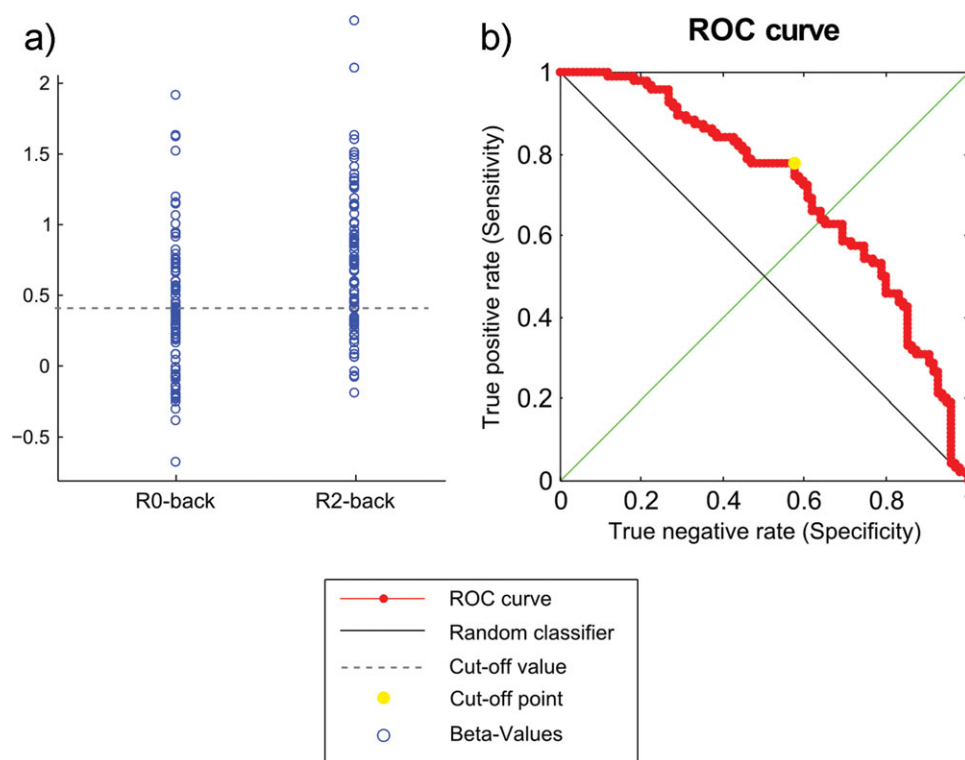 a)
2
1.5
1
0.5
0
−0.5
R0-back
R2-back
b)
ROC curve
True positive rate (Sensitivity)
1
0.8
0.6
0.4
0.2
0
0
0.2
0.4
0.6
0.8
True negative rate (Specificity)
ROC curve
Random classifier
Cut-off value
Cut-off point
Beta-Values